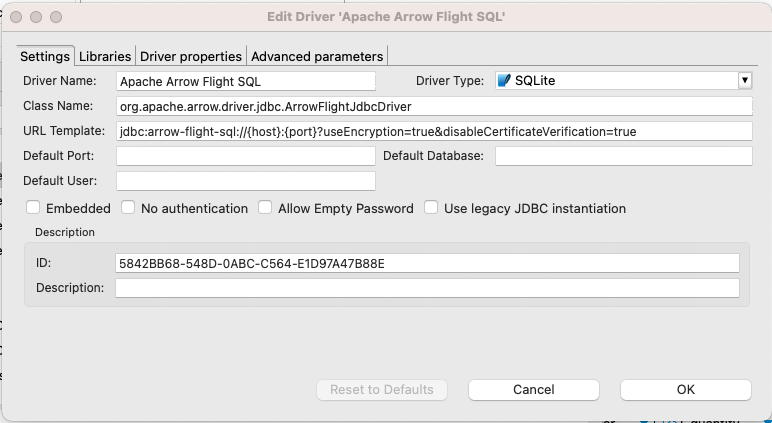 Edit Driver 'Apache Arrow Flight SQL'
Settings Libraries Driver properties Advanced parameters
Driver Name: Apache Arrow Flight SQL Driver Type: SQLite
Class Name: org.apache.arrow.driver.jdbc.ArrowFlightJdbcDriver
URL Template: jdbc:arrow-flight-sql://{host}:{port}?useEncryption=true&disableCertificateVerification=true
Default Port: Default Database:
Default User:
Embedded No authentication Allow Empty Password Use legacy JDBC instantiation
Description
ID: 5842BB68-548D-0ABC-C564-E1D97A47B88E
Description:
Reset to Defaults Cancel OK